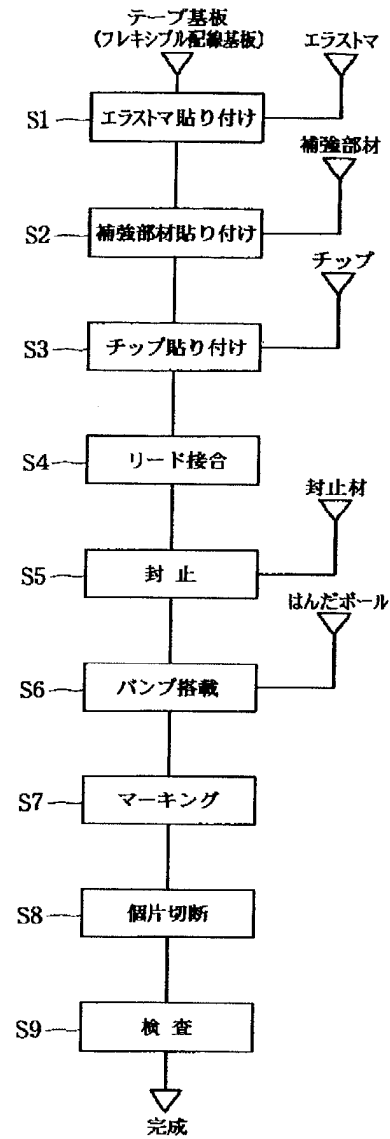 テープ基板
(フレキシブル配線基板)
エラストマ
S1 エラストマ貼り付け
補強部材
S2 補強部材貼り付け
チップ
S3 チップ貼り付け
S4 リード接合
封止材
S5 封 止
はんだボール
S6 バンプ搭載
S7 マーキング
S8 個片切断
S9 検 査
完成